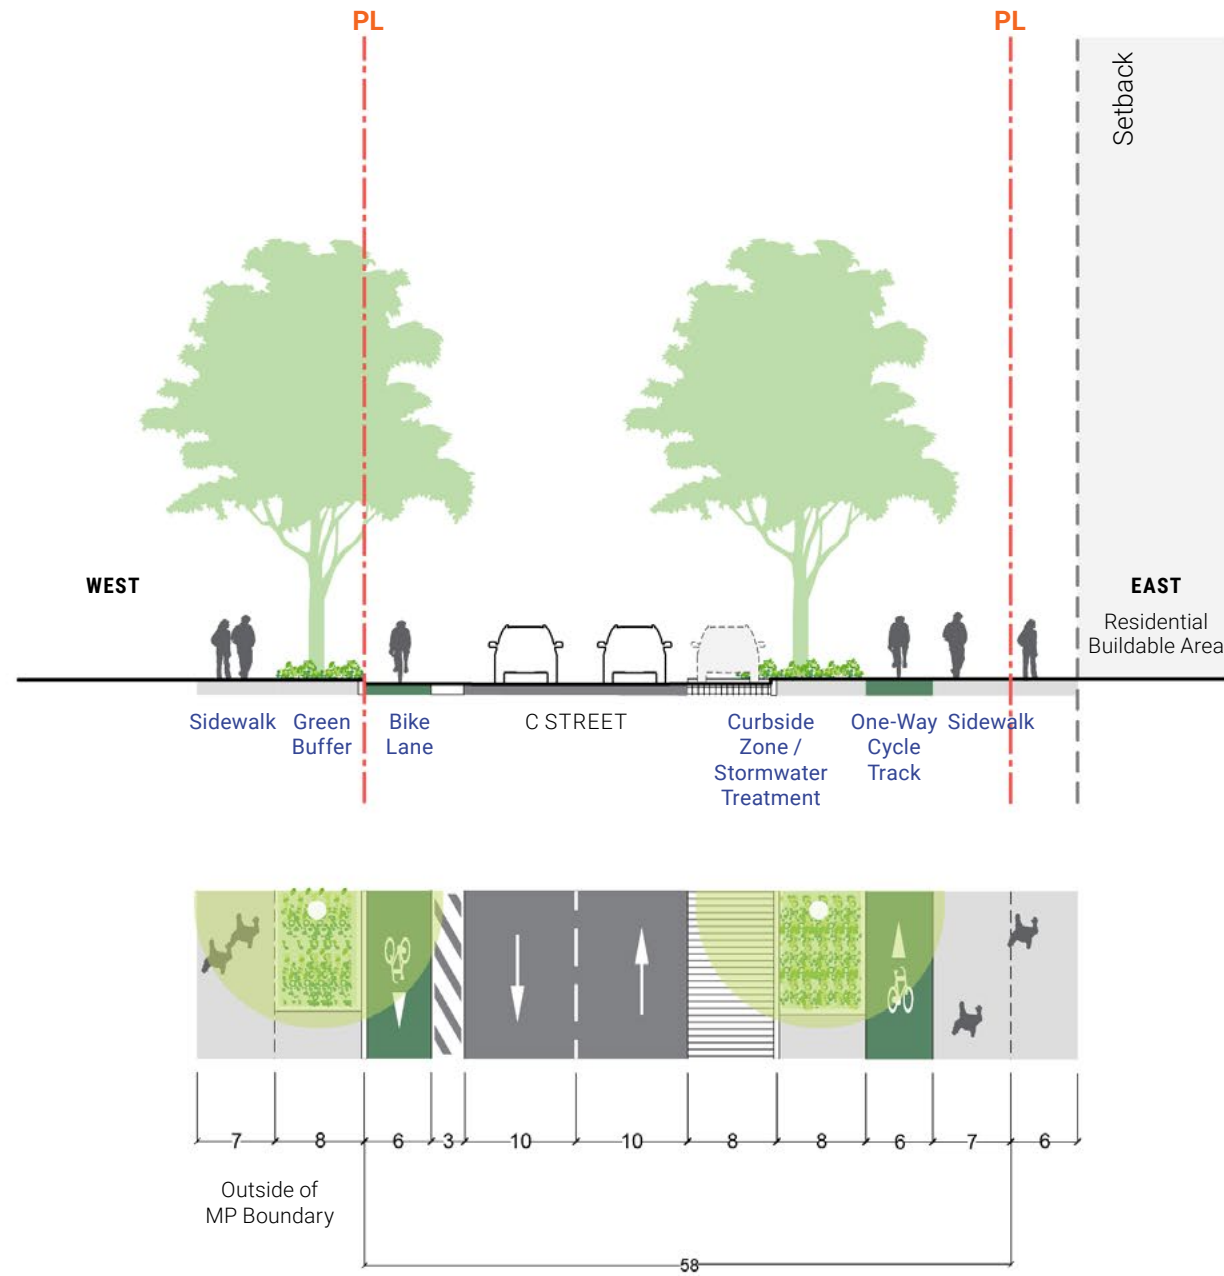 PL
PL
Setback
WEST
EAST
Residential
Buildable Area
Sidewalk
Green
Buffer
Bike
Lane
C STREET
Curbside
Zone /
Stormwater
Treatment
One-Way
Cycle
Track
Sidewalk
7
8
6
3
10
10
8
8
6
7
6
Outside of
MP Boundary
58